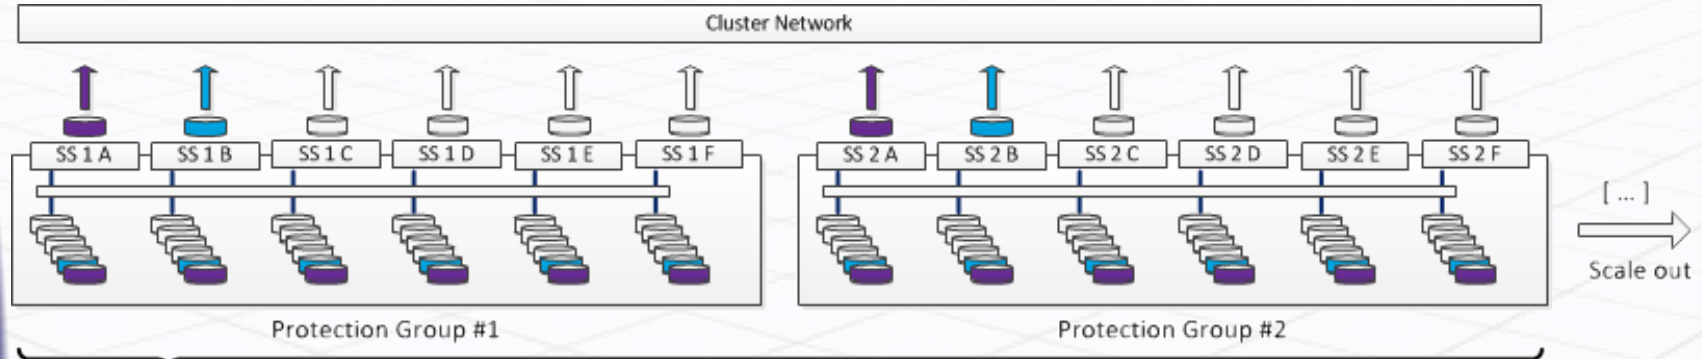 Cluster Network
SS 1 A SS 1 B SS 1 C SS 1 D SS 1 E SS 1 F SS 2 A SS 2 B SS 2 C SS 2 D SS 2 E SS 2 F
[ ... ]
Scale out
Protection Group #1 Protection Group #2